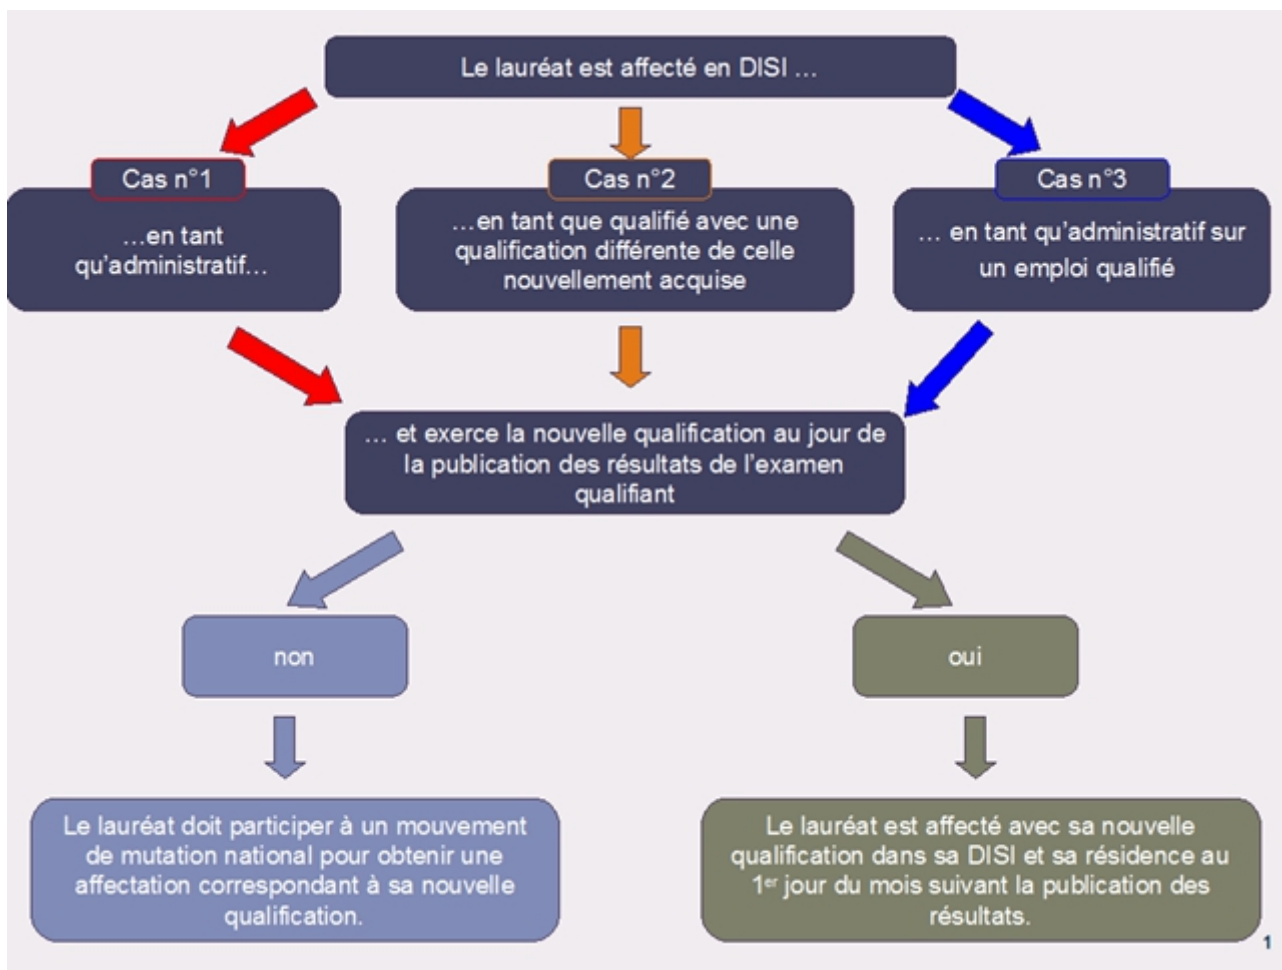 Le lauréat est affecté en DISI …
Cas n°1
Cas n°2
Cas n°3
…en tant
qu'administratif…
…en tant que qualifié avec une
qualification différente de celle
nouvellement acquise
… en tant qu'administratif sur
un emploi qualifié
… et exerce la nouvelle qualification au jour de
la publication des résultats de l'examen
qualifiant
non
oui
Le lauréat doit participer à un mouvement
de mutation national pour obtenir une
affectation correspondant à sa nouvelle
qualification.
Le lauréat est affecté avec sa nouvelle
qualification dans sa DISI et sa résidence au
1er jour du mois suivant la publication des
résultats.
1